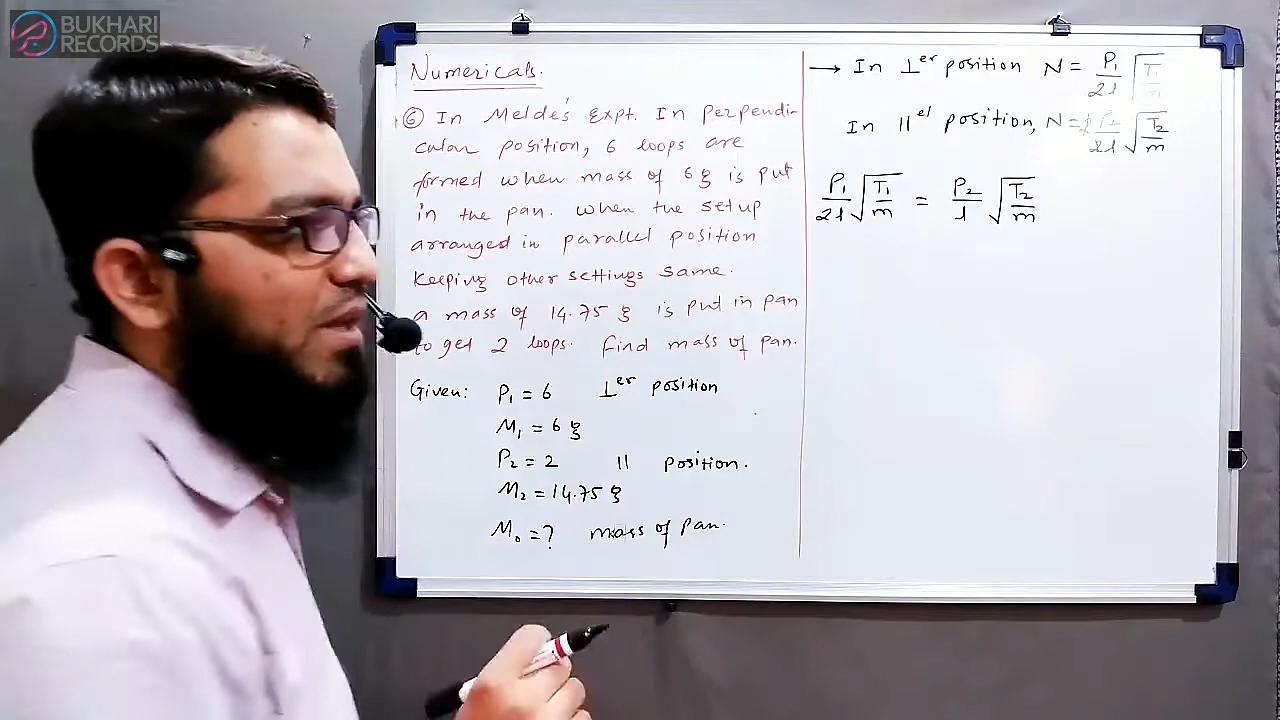 BUKHARI
RECORDS
Numericals.
⑥ In Melde's Expt. In perpendi-
cular position, 6 loops are
formed when mass of 6 g is put
in the pan. when the setup
arranged in parallel position
keeping other settings same.
a mass of 14.75 g is put in pan
to get 2 loops. find mass of pan.
Given: P₁ = 6 ⊥er position
M₁ = 6 g
P₂ = 2 || position.
M₂ = 14.75 g
M₀ = ? mass of pan.
→ In ⊥er position N = P₁/2l √(T₁/m)
In ||el position, N = P₂/2l √(T₂/m)
P₁/2l √(T₁/m) = P₂/l √(T₂/m)